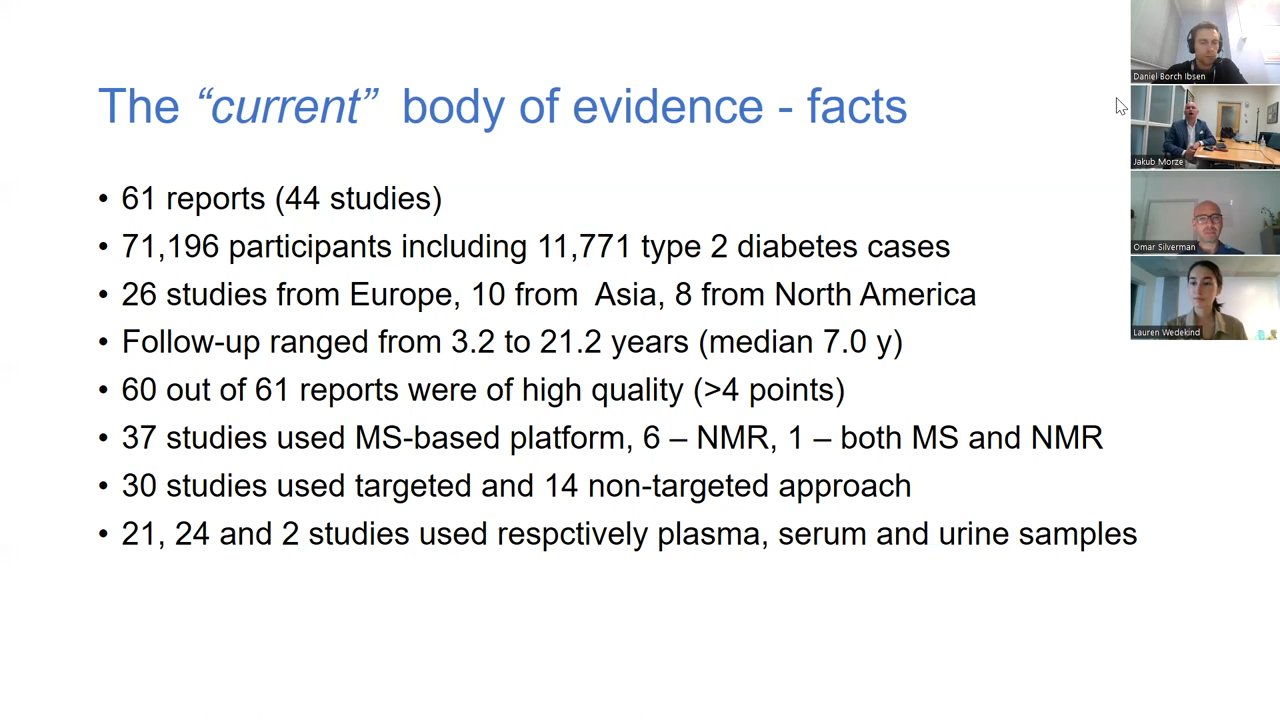 The “current” body of evidence - facts
• 61 reports (44 studies)
• 71,196 participants including 11,771 type 2 diabetes cases
• 26 studies from Europe, 10 from Asia, 8 from North America
• Follow-up ranged from 3.2 to 21.2 years (median 7.0 y)
• 60 out of 61 reports were of high quality (>4 points)
• 37 studies used MS-based platform, 6 – NMR, 1 – both MS and NMR
• 30 studies used targeted and 14 non-targeted approach
• 21, 24 and 2 studies used respctively plasma, serum and urine samples
Daniel Borch Ibsen
Jakub Morze
Omar Silverman
Lauren Wedekind